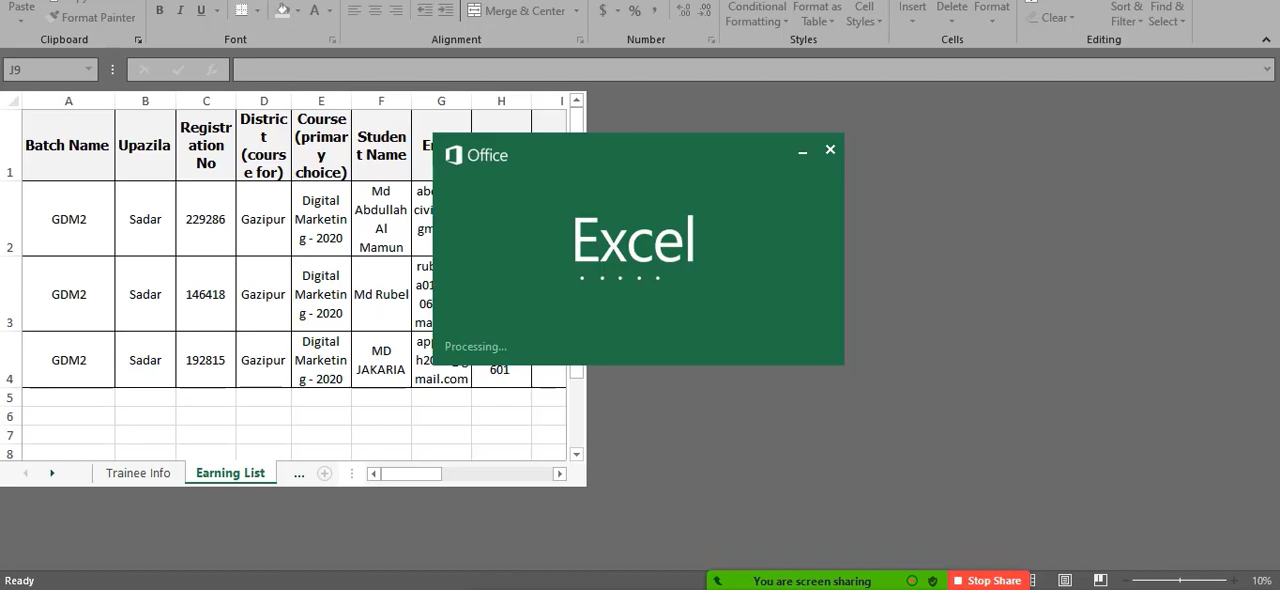 Paste
Format Painter
B I U
A
Merge & Center
$ % ,
Conditional Format as Cell
Formatting Table Styles
Insert Delete Format
Clear
Sort & Find &
Filter Select
Clipboard Font Alignment Number Styles Cells Editing
J9
fx
A B C D E F G H I
1
Batch Name
Upazila
Registr
ation
No
Distric
t
(cours
e for)
Course
(primar
y
choice)
Studen
t Name
2
GDM2
Sadar
229286
Gazipur
Digital
Marketin
g - 2020
Md
Abdullah
Al
Mamun
3
GDM2
Sadar
146418
Gazipur
Digital
Marketin
g - 2020
Md Rubel
4
GDM2
Sadar
192815
Gazipur
Digital
Marketin
g - 2020
MD
JAKARIA
mail.com
601
5
6
7
8
Office
Excel
Processing...
Trainee Info
Earning List
...
Ready
You are screen sharing
Stop Share
10%